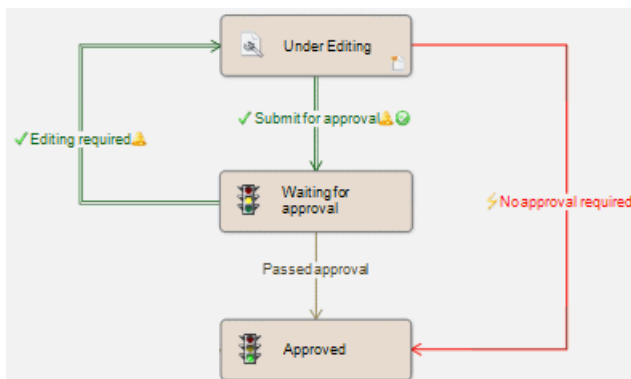 Under Editing
Submit for approval
Editing required
Waiting for
approval
No approval required
Passed approval
Approved